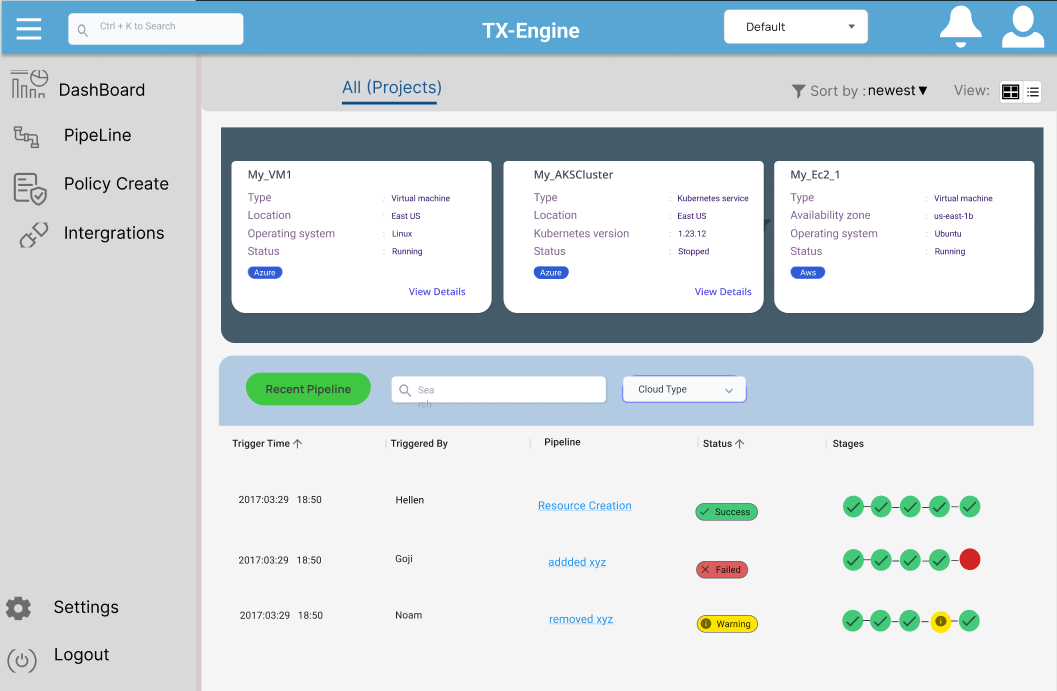 Ctrl + K to Search
TX-Engine
Default
DashBoard
PipeLine
Policy Create
Intergrations
Settings
Logout
All (Projects)
Sort by : newest
View:
My_VM1
Type : Virtual machine
Location : East US
Operating system : Linux
Status : Running
Azure
View Details
My_AKSCluster
Type : Kubernetes service
Location : East US
Kubernetes version : 1.23.12
Status : Stopped
Azure
View Details
My_Ec2_1
Type : Virtual machine
Availability zone : us-east-1b
Operating system : Ubuntu
Status : Running
Aws
Recent Pipeline
Sea
rch
Cloud Type
Trigger Time Triggered By Pipeline Status Stages
2017:03:29 18:50 Hellen Resource Creation Success
2017:03:29 18:50 Goji addded xyz Failed
2017:03:29 18:50 Noam removed xyz Warning